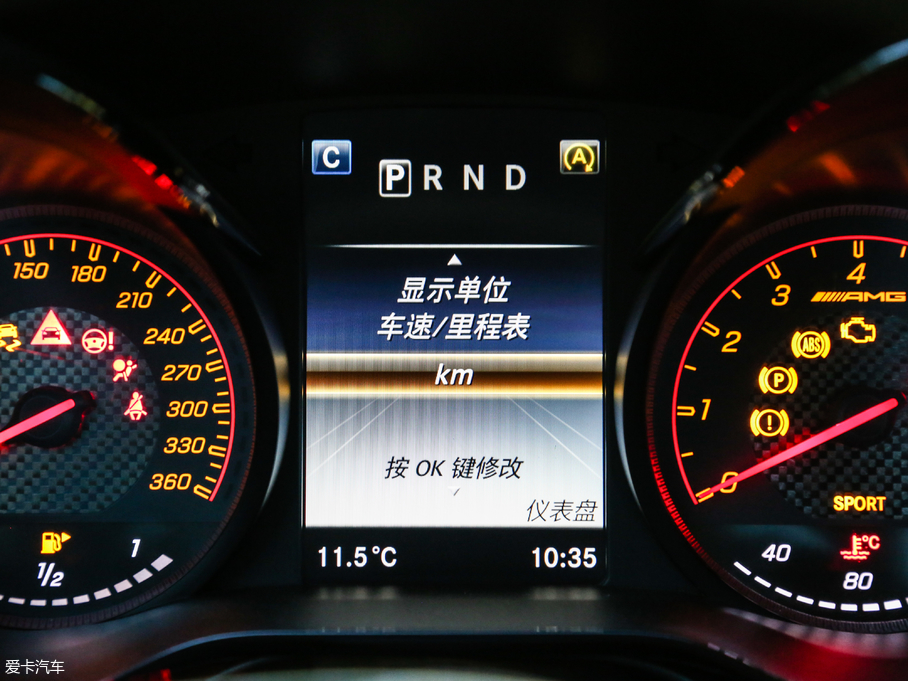 C
A
P R N D
显示单位
车速/里程表
km
按 OK 键修改
仪表盘
11.5°C
10:35
150
180
210
240
270
300
330
360
1/2
1
4
3
2
1
0
AMG
ABS
P
SPORT
40
80
°C
爱卡汽车